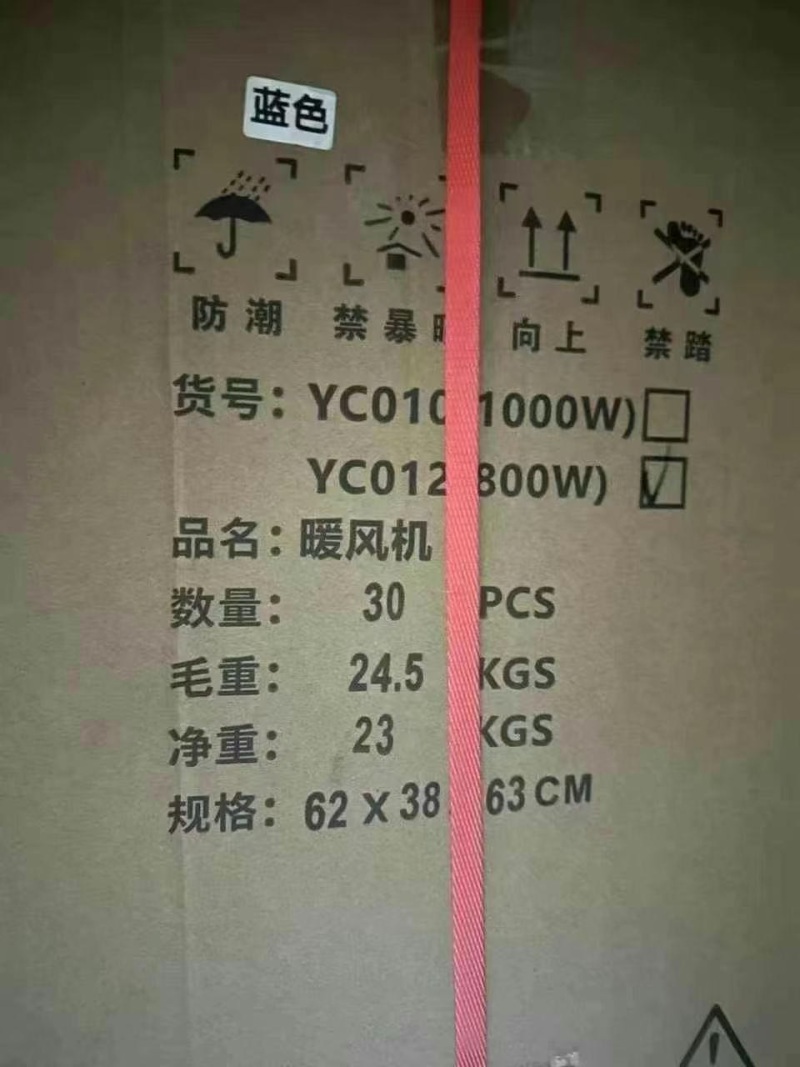 蓝色
防潮 禁暴 向上 禁踏
货号：YC010 1000W)
YC012 800W)
品名：暖风机
数量： 30 PCS
毛重： 24.5 KGS
净重： 23 KGS
规格：62 X 38 63 CM